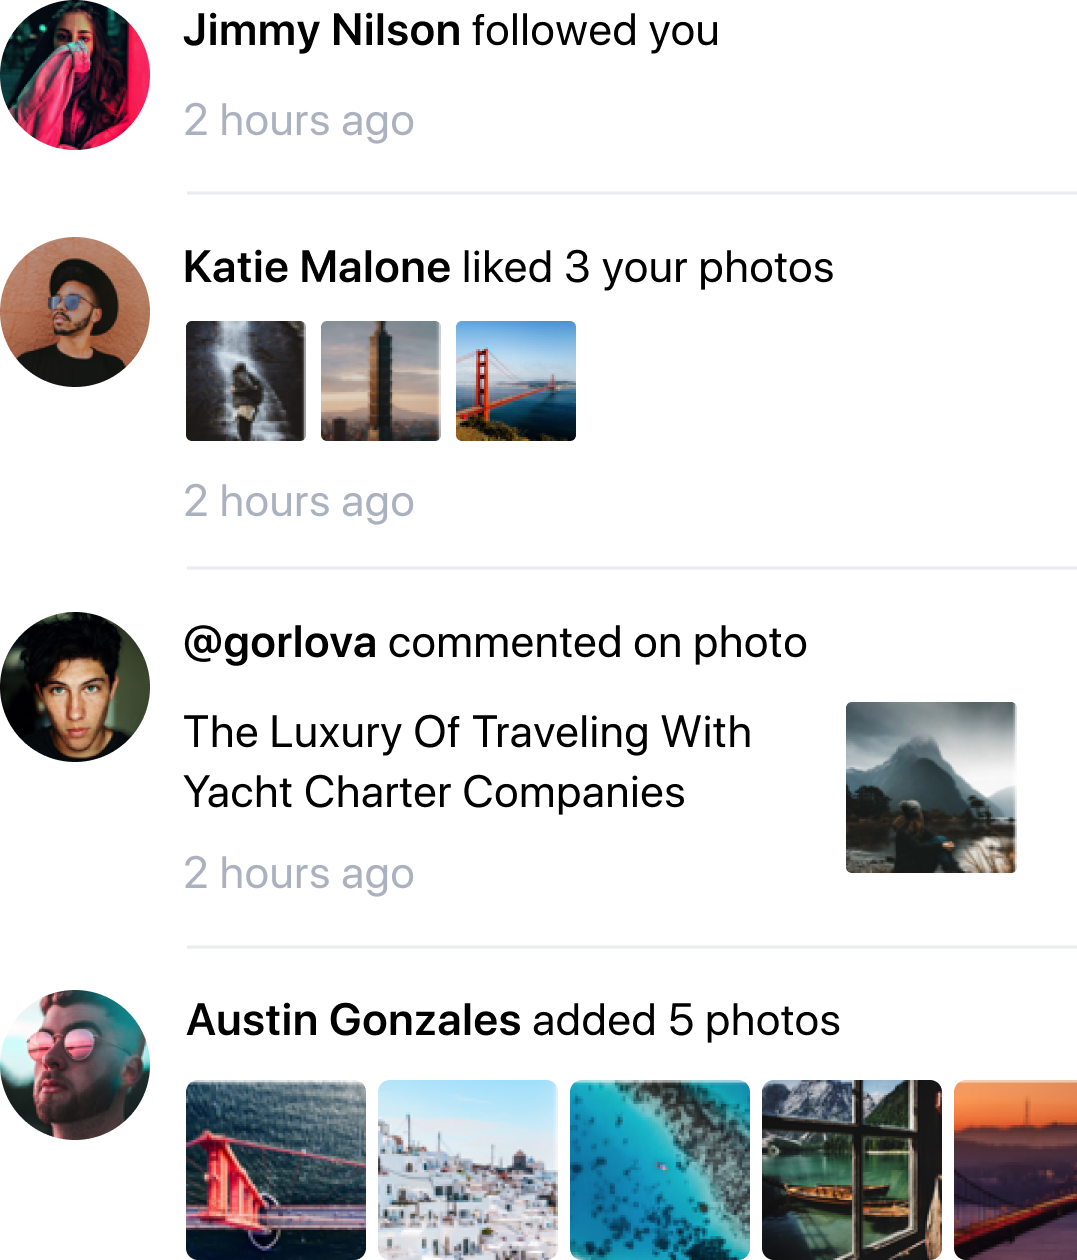 Jimmy Nilson followed you
2 hours ago
Katie Malone liked 3 your photos
2 hours ago
@gorlova commented on photo
The Luxury Of Traveling With
Yacht Charter Companies
2 hours ago
Austin Gonzales added 5 photos